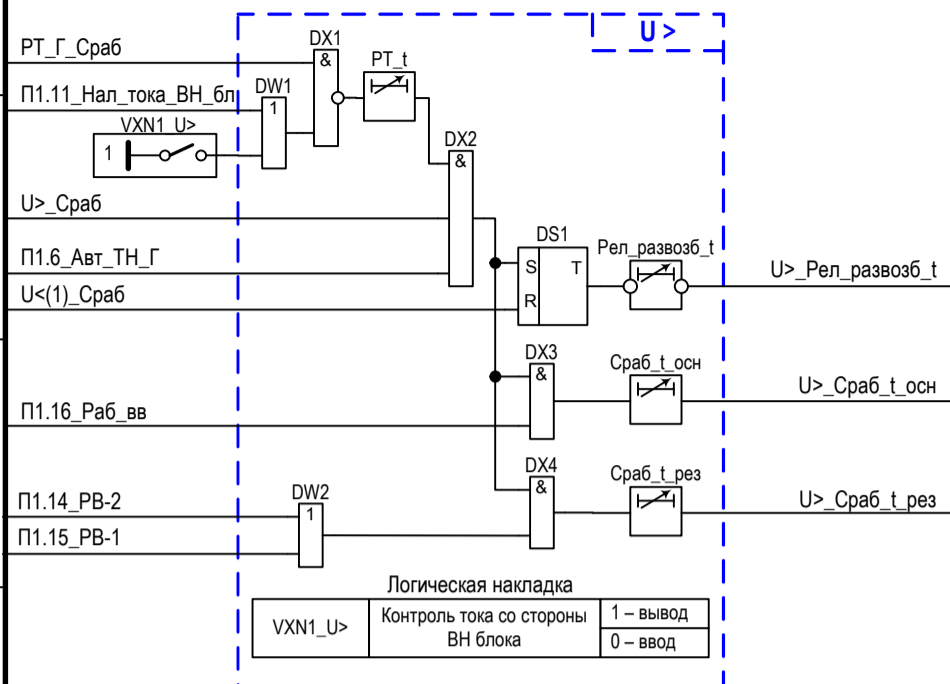 U >
DX1
РТ_Г_Сраб
&
РТ_t
DW1
П1.11_Нал_тока_ВН_бл
1
VXN1_U>
1
DX2
&
U>_Сраб
DS1
П1.6_Авт_ТН_Г
S
T
Рел_развозб_t
U>_Рел_развозб_t
U<(1)_Сраб
R
DX3
&
Сраб_t_осн
U>_Сраб_t_осн
П1.16_Раб_вв
DX4
&
Сраб_t_рез
U>_Сраб_t_рез
П1.14_РВ-2
DW2
1
П1.15_РВ-1
Логическая накладка
VXN1_U>
Контроль тока со стороны
ВН блока
1 – вывод
0 – ввод